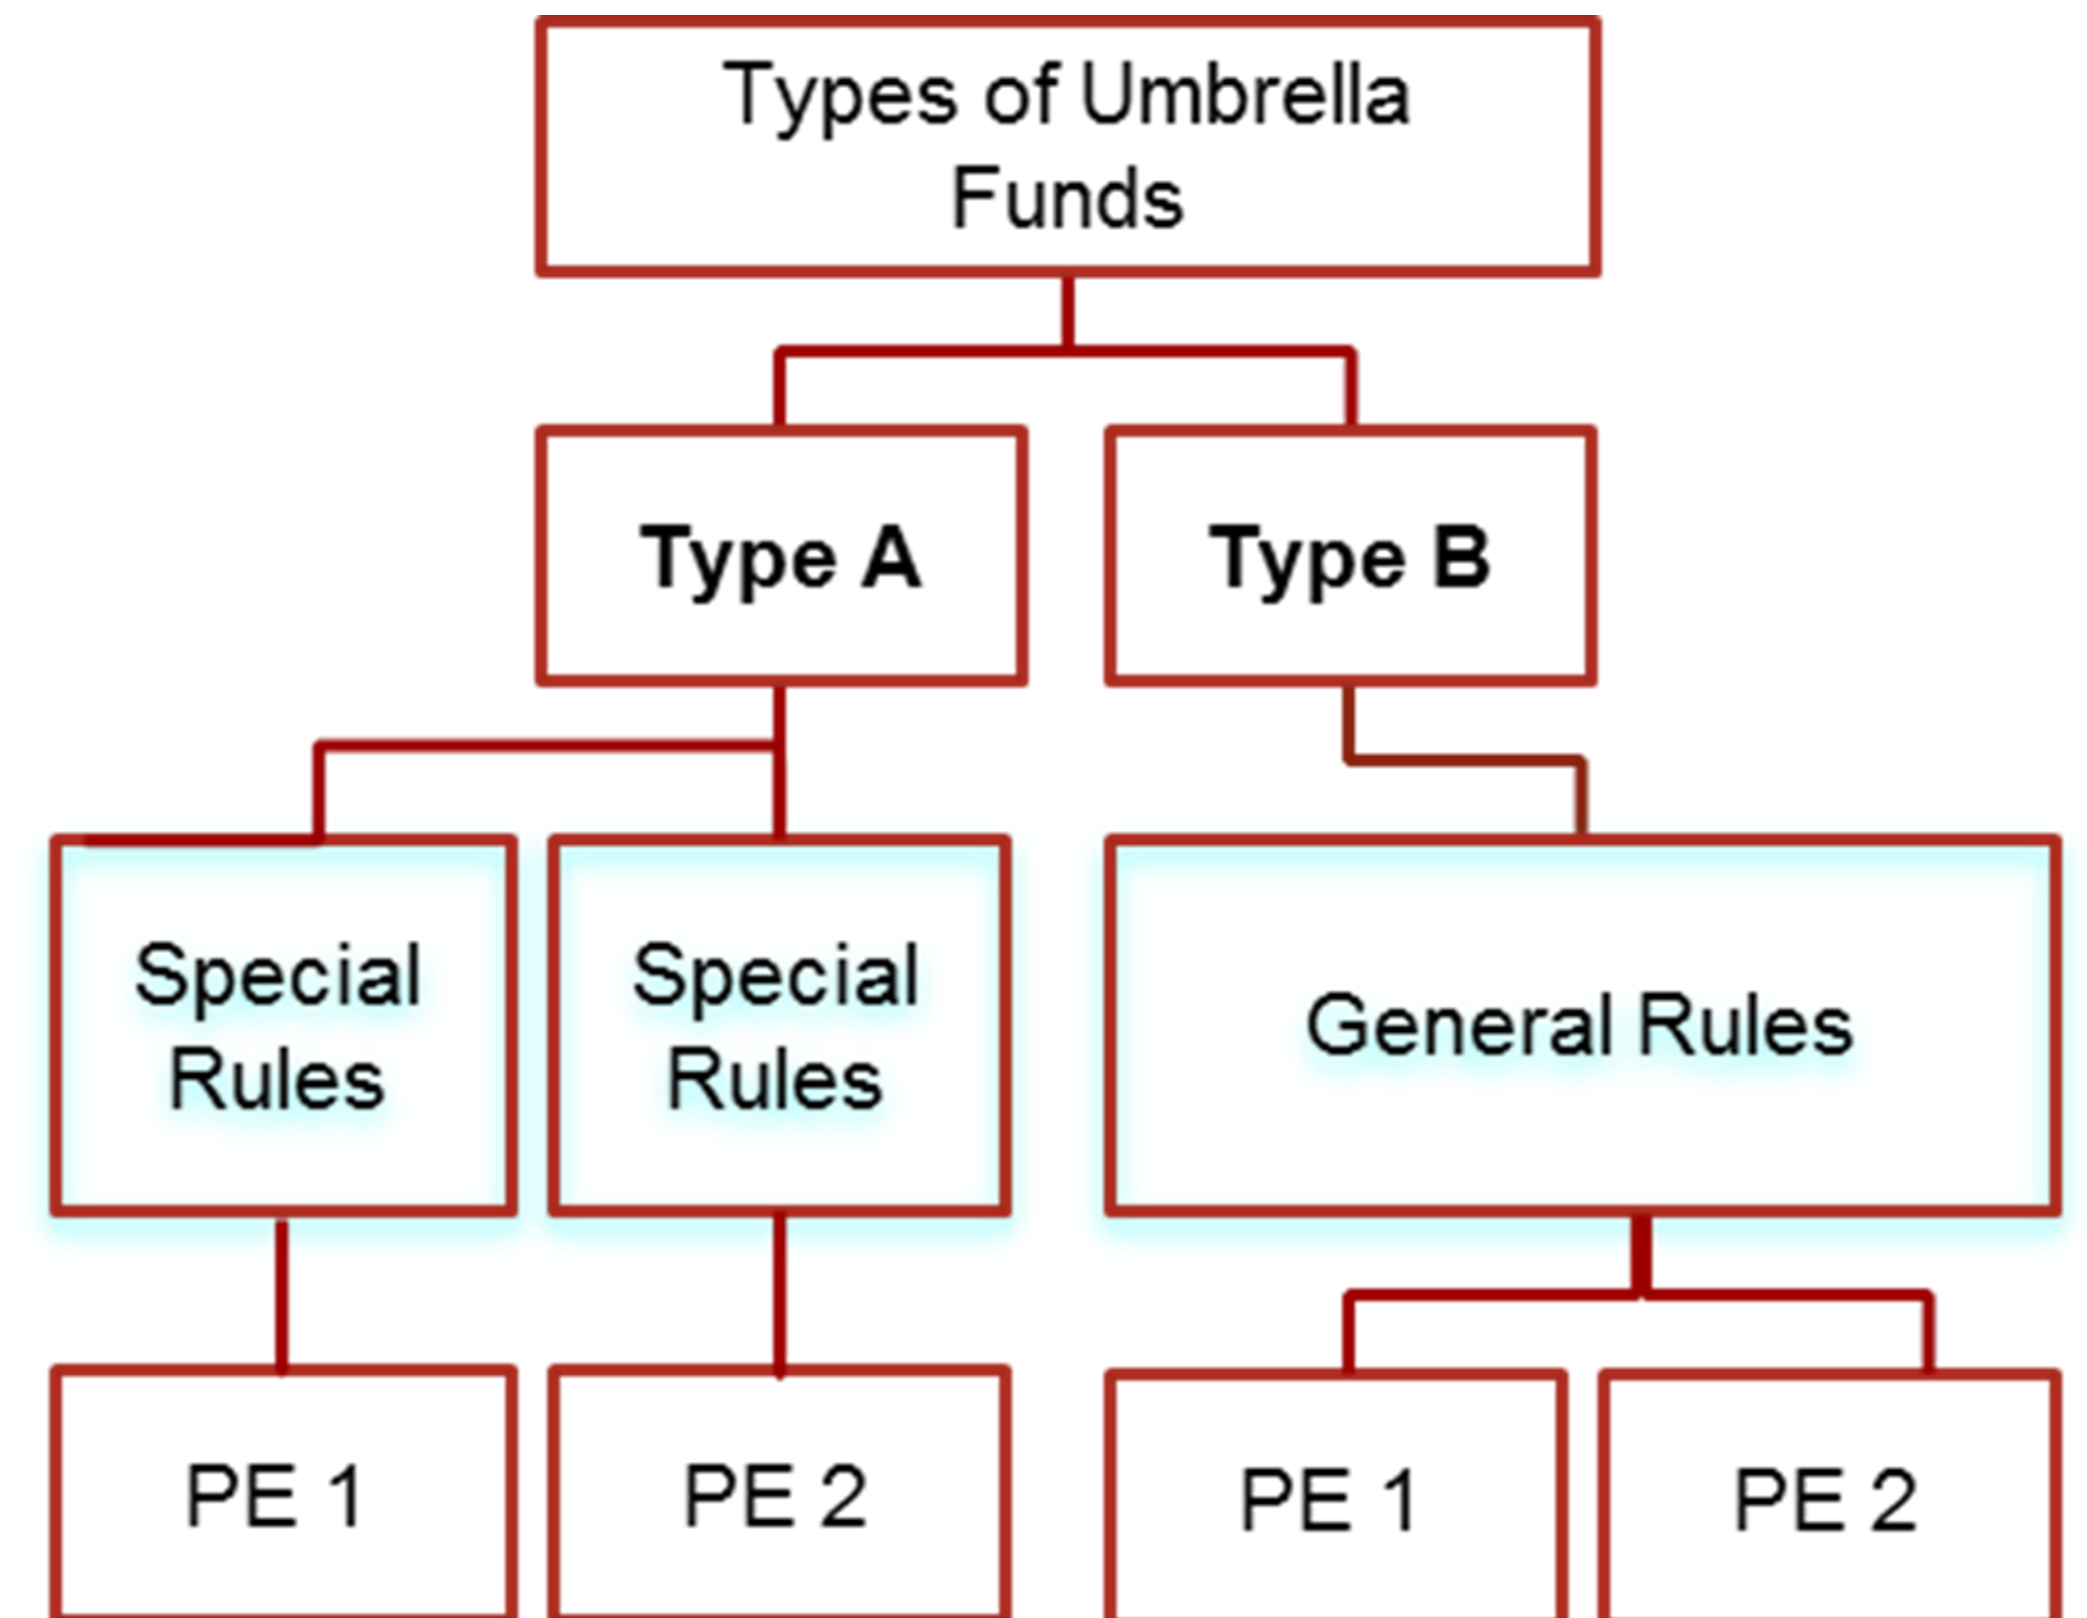 Types of Umbrella
Funds
Type A
Type B
Special
Rules
Special
Rules
General Rules
PE 1
PE 2
PE 1
PE 2